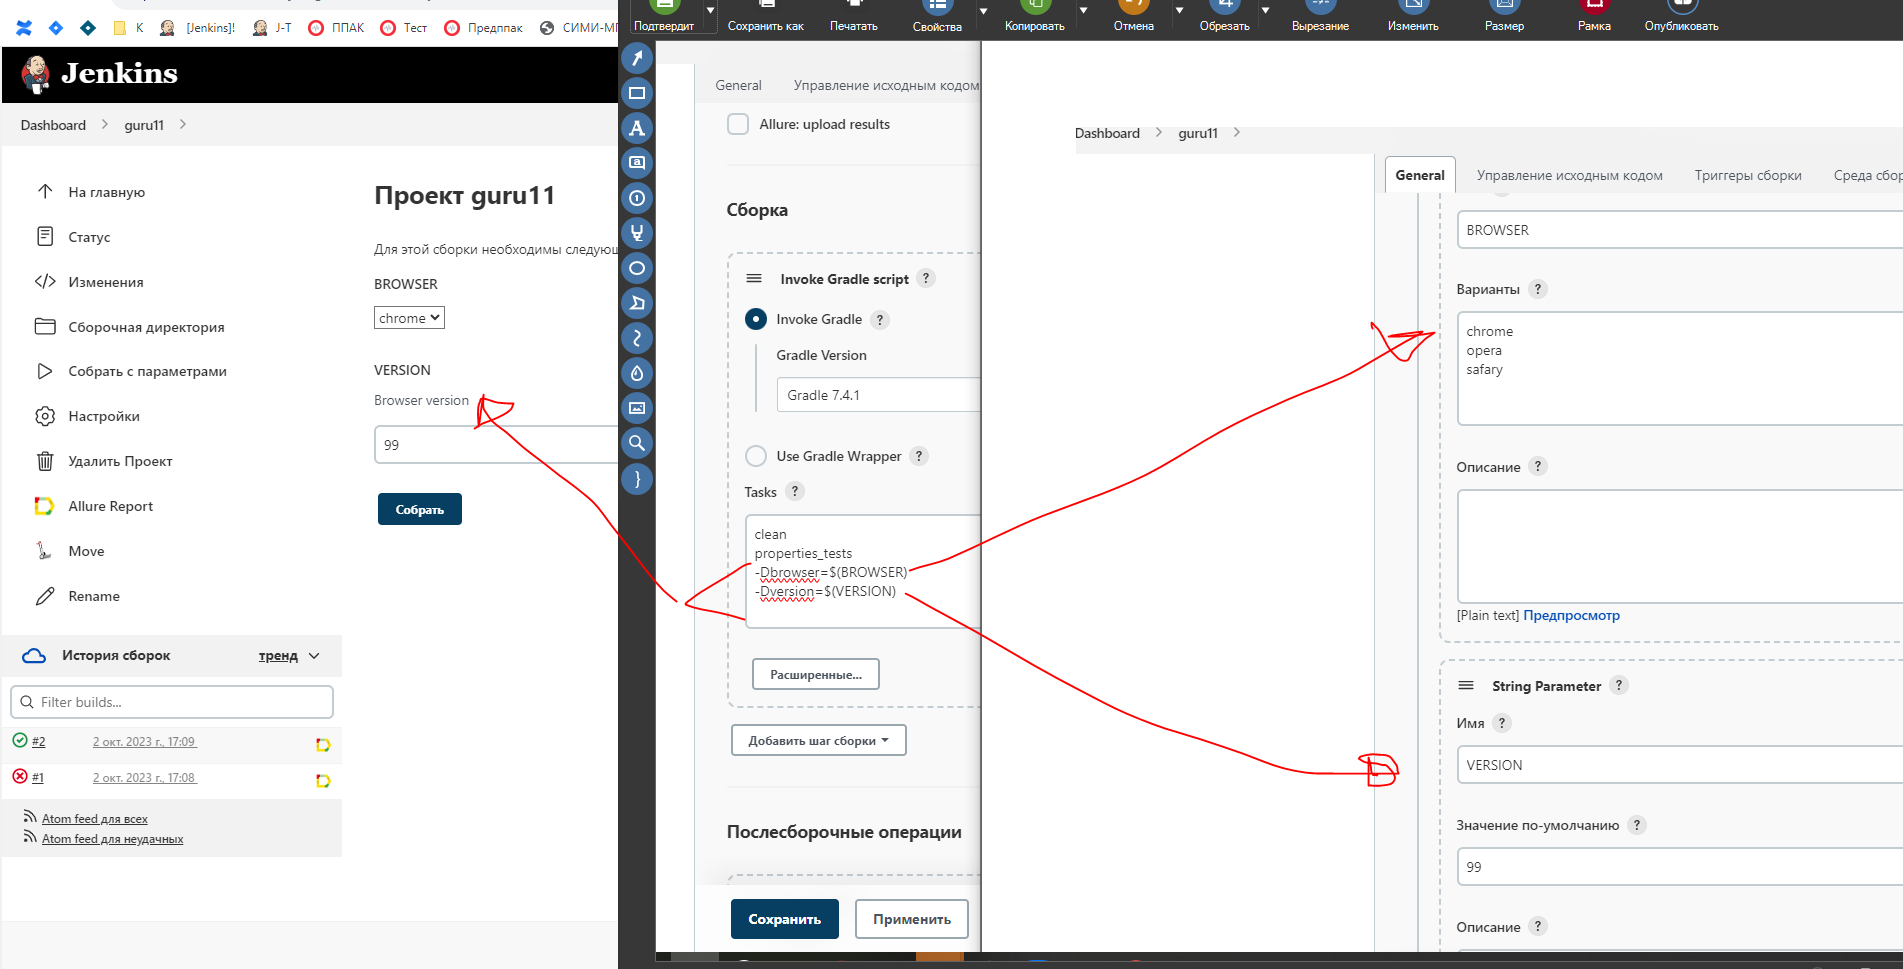 Подтвердит
Сохранить как
Печатать
Свойства
Копировать
Отмена
Обрезать
Вырезание
Изменить
Размер
Рамка
Опубликовать
К
[Jenkins]!
J-T
ППАК
Тест
Предппак
СИМИ-МГ
Jenkins
Dashboard
guru11
На главную
Статус
Изменения
Сборочная директория
Собрать с параметрами
Настройки
Удалить Проект
Allure Report
Move
Rename
История сборок
тренд
Filter builds...
#2
2 окт. 2023 г., 17:09
#1
2 окт. 2023 г., 17:08
Atom feed для всех
Atom feed для неудачных
Проект guru11
Для этой сборки необходимы следующ
BROWSER
chrome
VERSION
Browser version
99
Собрать
General
Управление исходным кодом
Allure: upload results
Сборка
Invoke Gradle script ?
Invoke Gradle ?
Gradle Version
Gradle 7.4.1
Use Gradle Wrapper ?
Tasks ?
clean
properties_tests
-Dbrowser=$(BROWSER)
-Dversion=$(VERSION)
Расширенные...
Добавить шаг сборки
Послесборочные операции
Сохранить
Применить
Dashboard
guru11
General
Управление исходным кодом
Триггеры сборки
Среда сбор
BROWSER
Варианты ?
chrome
opera
safary
Описание ?
[Plain text] Предпросмотр
String Parameter ?
Имя ?
VERSION
Значение по-умолчанию ?
99
Описание ?